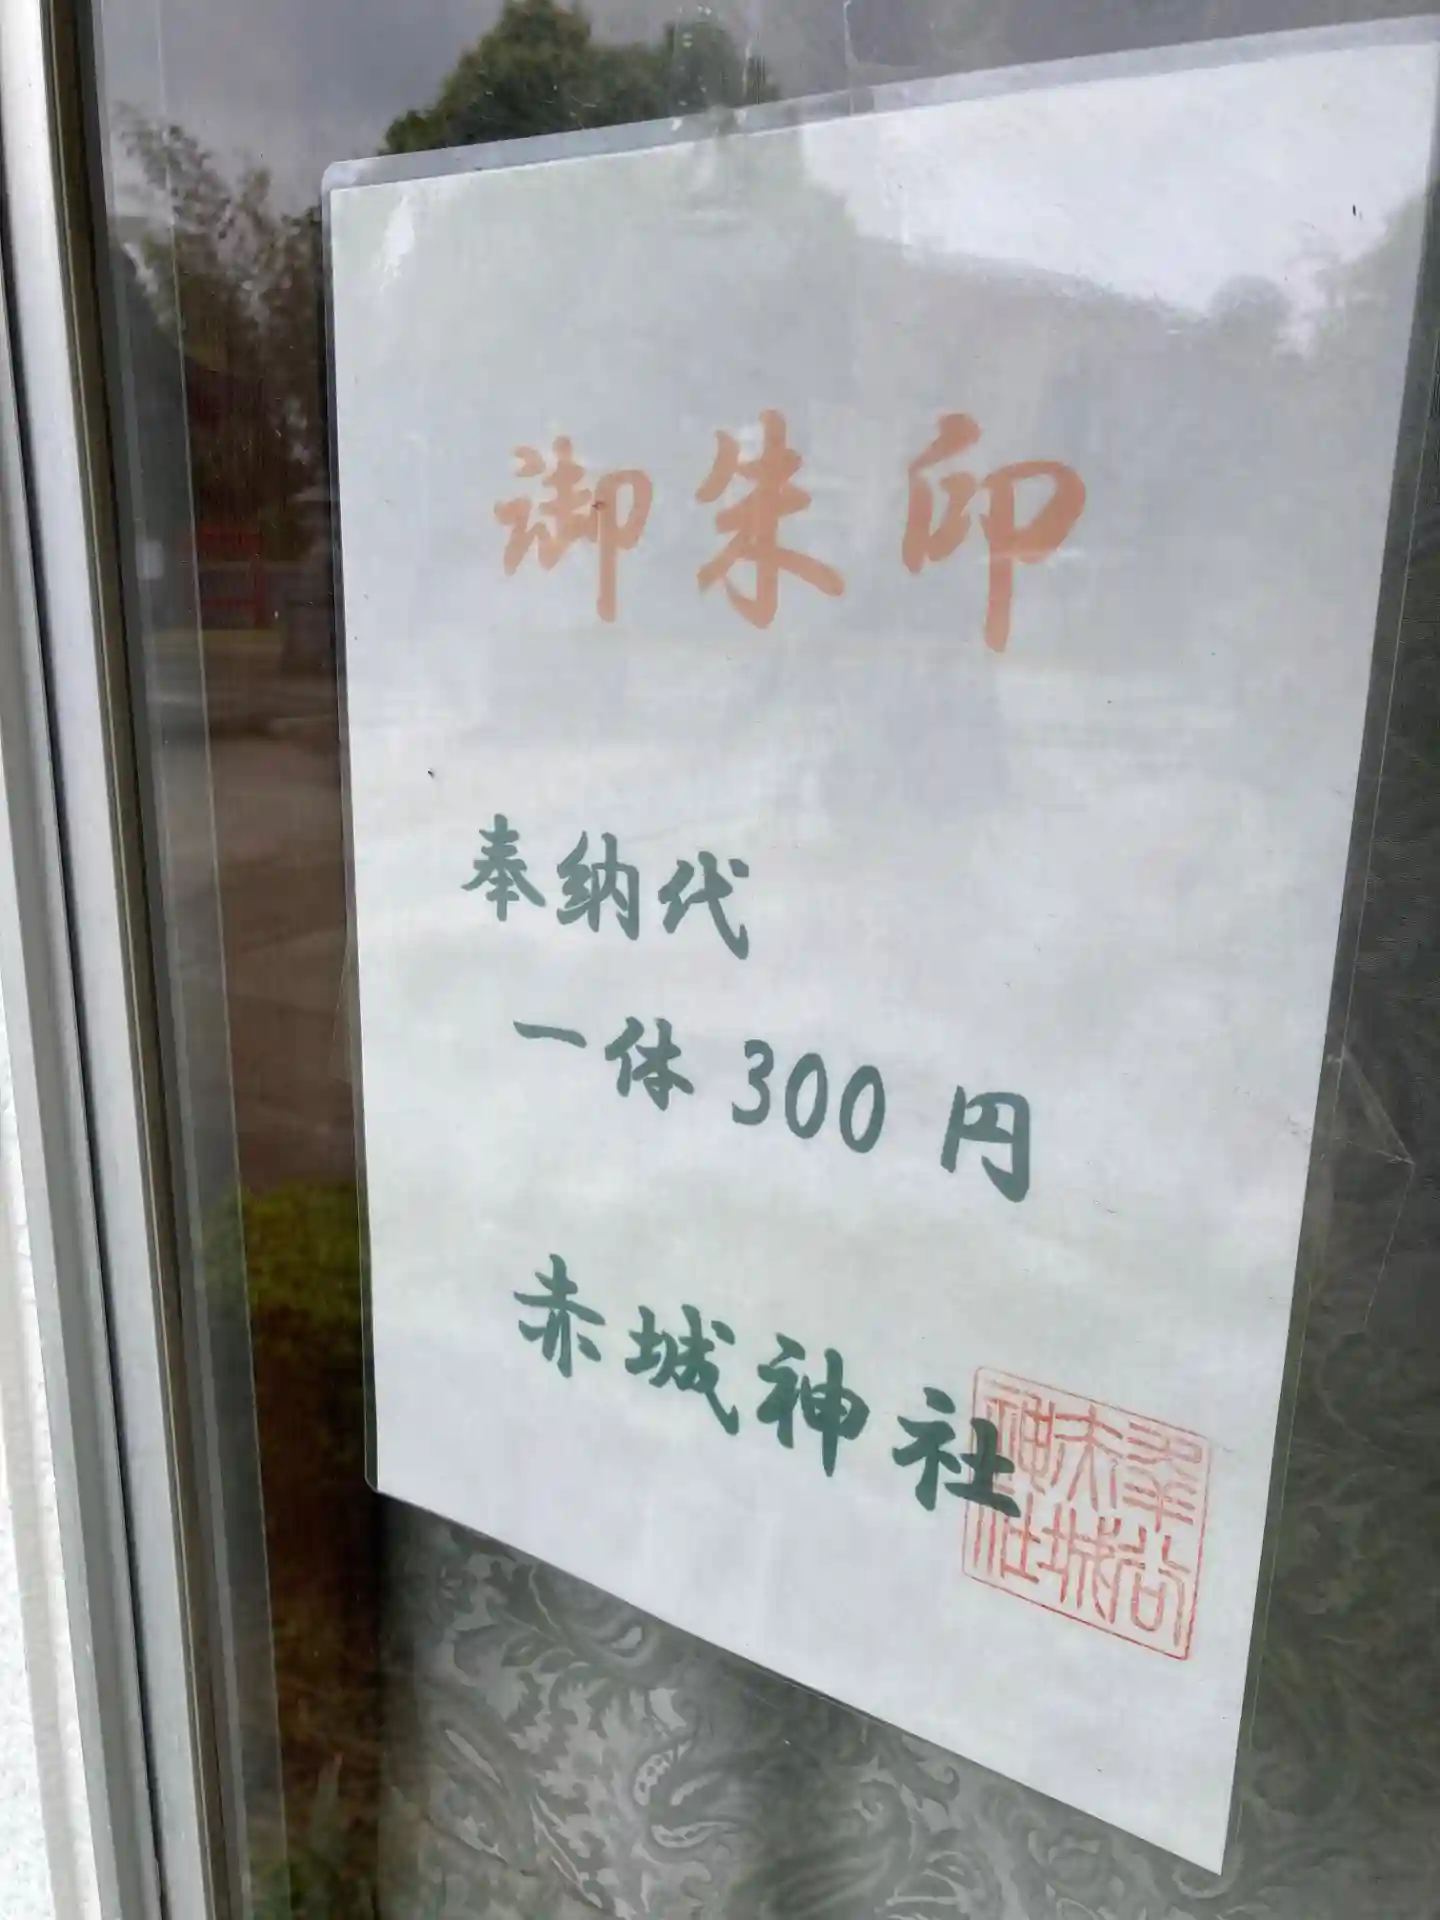 御朱印
奉納代
一体 300 円
赤城神社